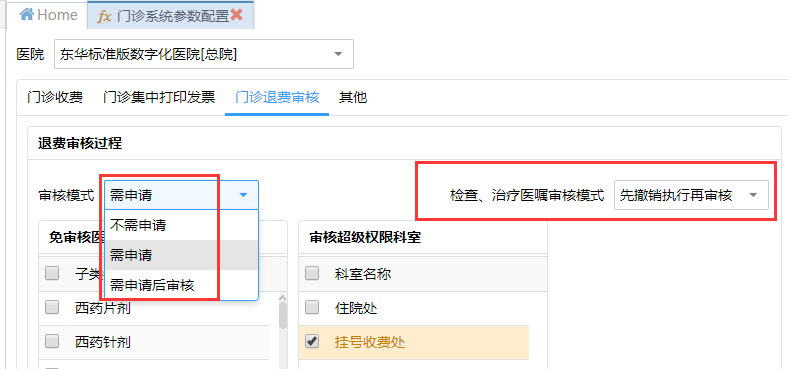 Home 门诊系统参数配置
医院 东华标准版数字化医院[总院]
门诊收费 门诊集中打印发票 门诊退费审核 其他
退费审核过程
审核模式 需申请 检查、治疗医嘱审核模式 先撤销执行再审核
不需申请
需申请
需申请后审核
免审核医
子类
西药片剂
西药针剂
审核超级权限科室
科室名称
住院处
挂号收费处